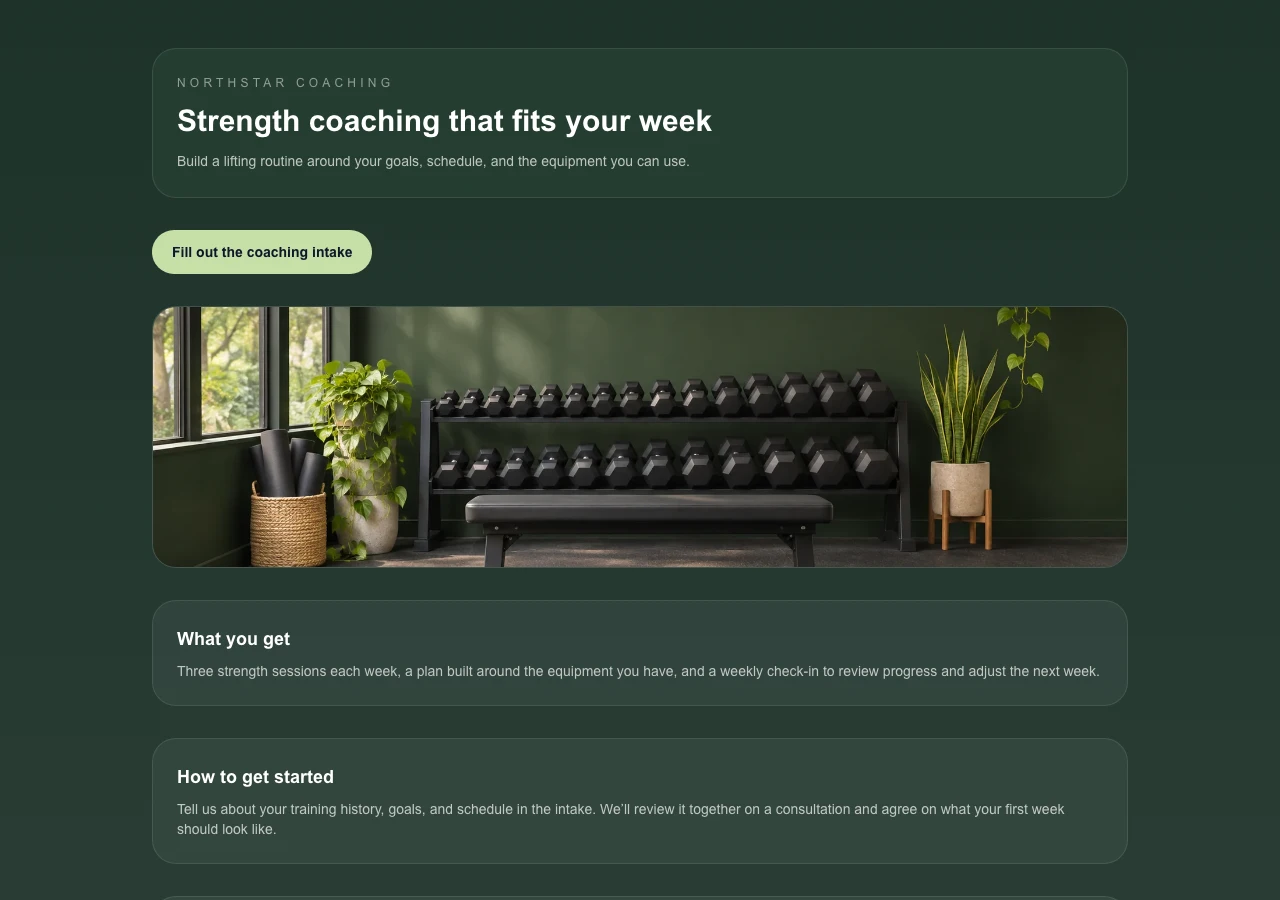 NORTHSTAR COACHING
Strength coaching that fits your week
Build a lifting routine around your goals, schedule, and the equipment you can use.
Fill out the coaching intake
What you get
Three strength sessions each week, a plan built around the equipment you have, and a weekly check-in to review progress and adjust the next week.
How to get started
Tell us about your training history, goals, and schedule in the intake. We’ll review it together on a consultation and agree on what your first week
should look like.